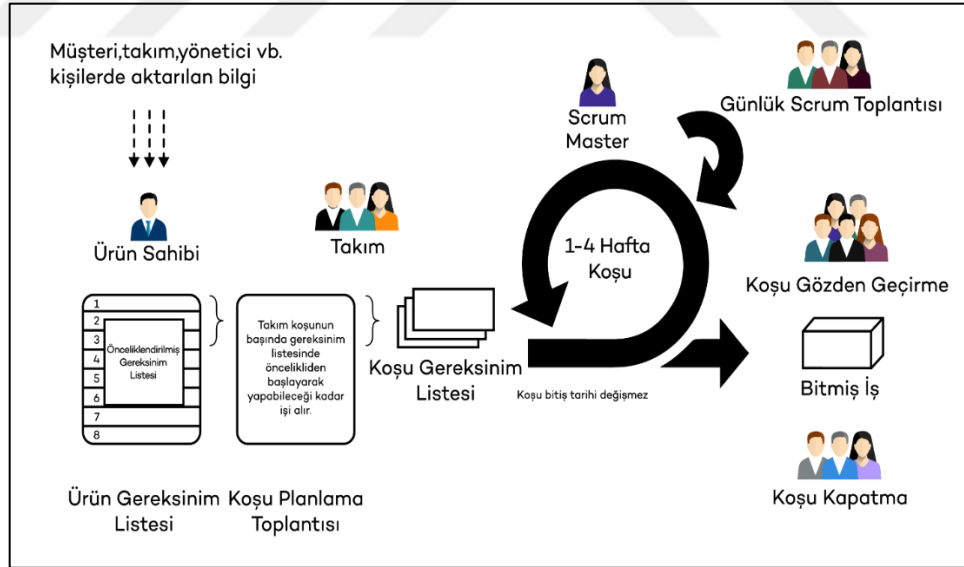 Müşteri,takım,yönetici vb.
kişilerde aktarılan bilgi
Ürün Sahibi
Takım
Scrum
Master
Günlük Scrum Toplantısı
1-4 Hafta
Koşu
Koşu Gözden Geçirme
1
2
3
4
5
6
7
8
Önceliklendirilmiş
Gereksinim
Listesi
Takım koşunun
başında gereksinim
listesinde
öncelikliden
başlayarak
yapabileceği kadar
işi alır.
Koşu Gereksinim
Listesi
Koşu bitiş tarihi değişmez
Bitmiş İş
Koşu Kapatma
Ürün Gereksinim
Listesi
Koşu Planlama
Toplantısı